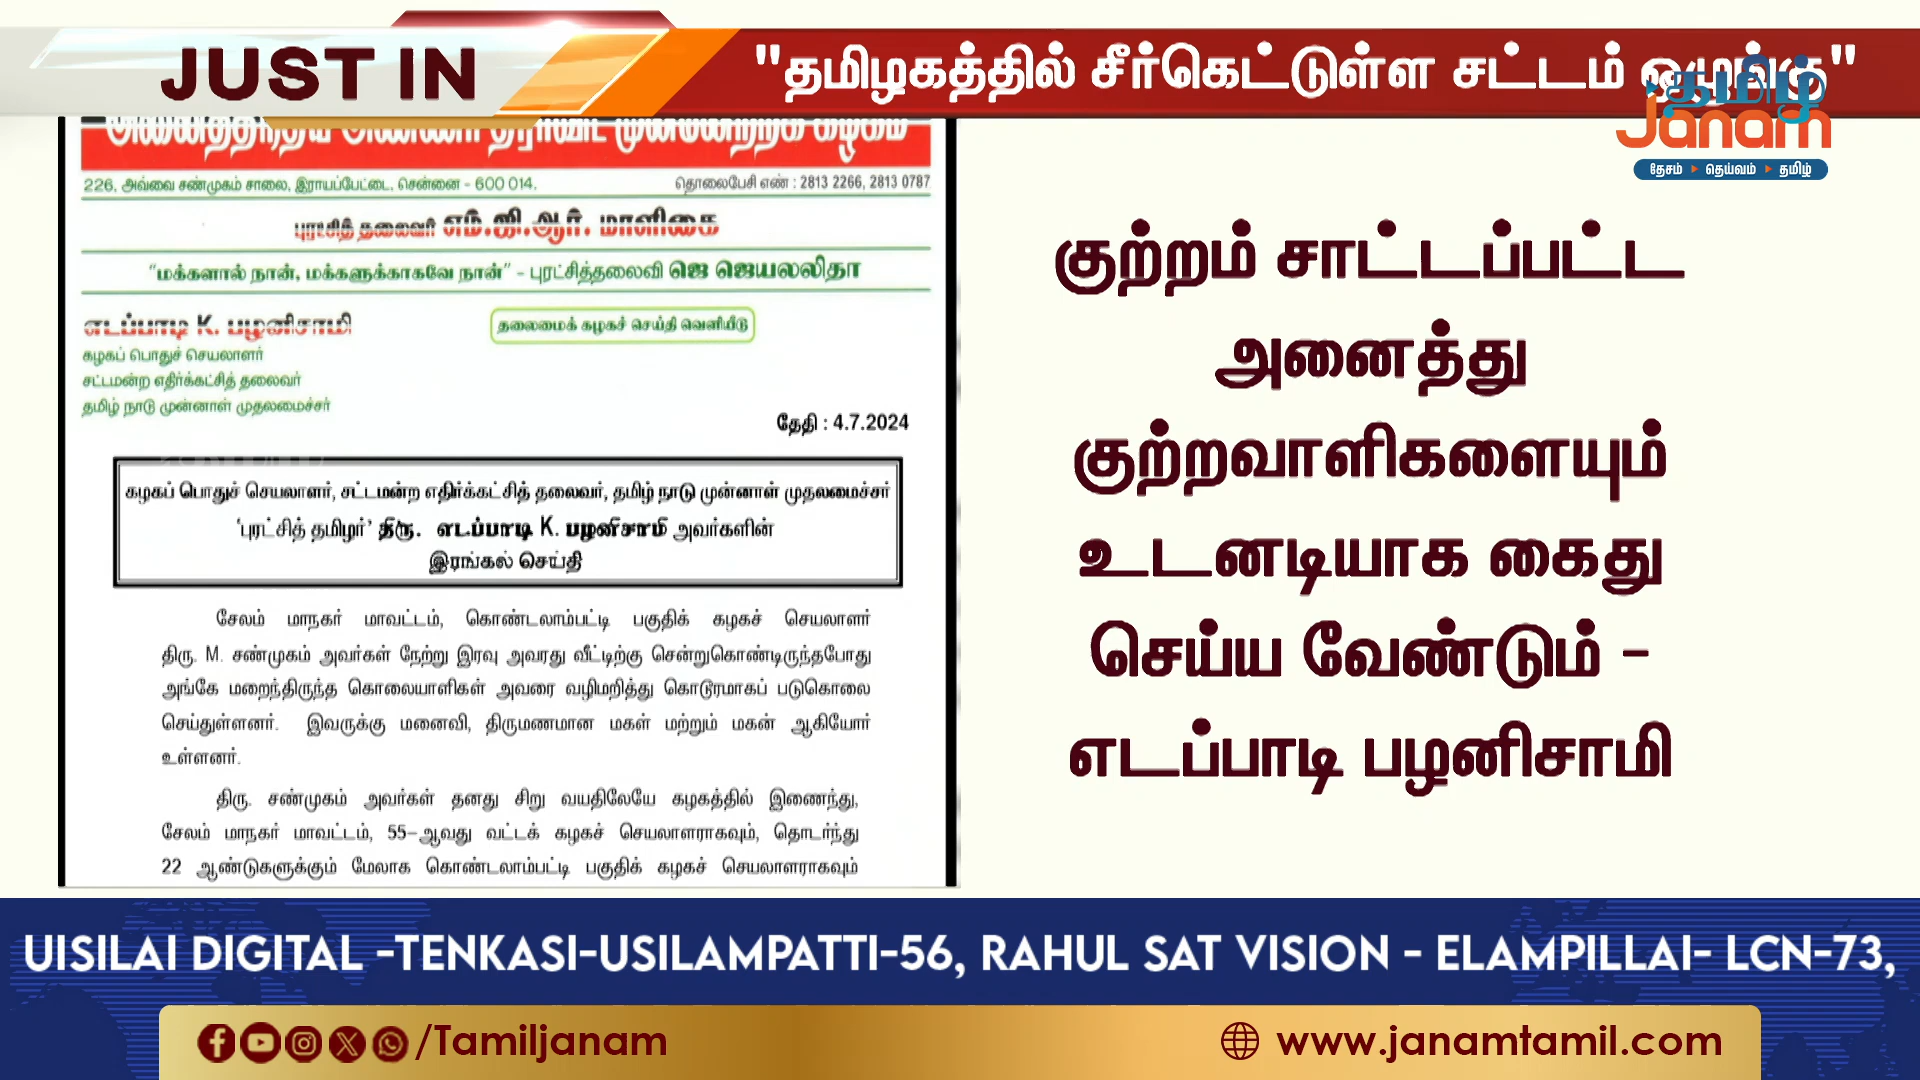 JUST IN
"தமிழகத்தில் சீர்கெட்டுள்ள சட்டம் ஒழுங்கு"
தமிழ்
Janam
தேசம் தெய்வம் தமிழ்
அனைத்திந்திய அண்ணா திராவிட முன்னேற்றக் கழகம்
226, அவ்வை சண்முகம் சாலை, இராயப்பேட்டை, சென்னை - 600 014.
தொலைபேசி எண் : 2813 2266, 2813 0787
புரட்சித் தலைவர் எம்.ஜி.ஆர். மாளிகை
"மக்களால் நான், மக்களுக்காகவே நான்" - புரட்சித்தலைவி ஜெ ஜெயலலிதா
எடப்பாடி K. பழனிசாமி
தலைமைக் கழகச் செய்தி வெளியீடு
கழகப் பொதுச் செயலாளர்
சட்டமன்ற எதிர்க்கட்சித் தலைவர்
தமிழ் நாடு முன்னாள் முதலமைச்சர்
தேதி : 4.7.2024
கழகப் பொதுச் செயலாளர், சட்டமன்ற எதிர்க்கட்சித் தலைவர், தமிழ் நாடு முன்னாள் முதலமைச்சர்
'புரட்சித் தமிழர்' திரு. எடப்பாடி K. பழனிசாமி அவர்களின்
இரங்கல் செய்தி
சேலம் மாநகர் மாவட்டம், கொண்டலாம்பட்டி பகுதிக் கழகச் செயலாளர்
திரு. M. சண்முகம் அவர்கள் நேற்று இரவு அவரது வீட்டிற்கு சென்றுகொண்டிருந்தபோது
அங்கே மறைந்திருந்த கொலையாளிகள் அவரை வழிமறித்து கொடூரமாகப் படுகொலை
செய்துள்ளனர். இவருக்கு மனைவி, திருமணமான மகள் மற்றும் மகன் ஆகியோர்
உள்ளனர்.
திரு. சண்முகம் அவர்கள் தனது சிறு வயதிலேயே கழகத்தில் இணைந்து,
சேலம் மாநகர் மாவட்டம், 55-ஆவது வட்டக் கழகச் செயலாளராகவும், தொடர்ந்து
22 ஆண்டுகளுக்கும் மேலாக கொண்டலாம்பட்டி பகுதிக் கழகச் செயலாளராகவும்
குற்றம் சாட்டப்பட்ட
அனைத்து
குற்றவாளிகளையும்
உடனடியாக கைது
செய்ய வேண்டும் -
எடப்பாடி பழனிசாமி
UISILAI DIGITAL -TENKASI-USILAMPATTI-56, RAHUL SAT VISION - ELAMPILLAI- LCN-73,
/Tamiljanam
www.janamtamil.com